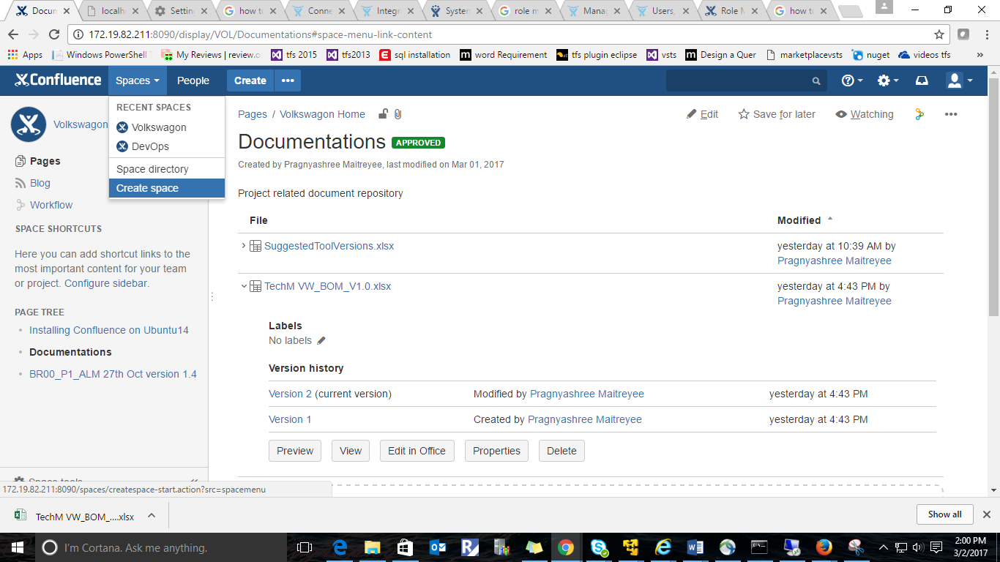 Docum
localh
Setting
how to
Conne
Integr
System
role m
Manag
Users,
Role M
how to
172.19.82.211:8090/display/VOL/Documentations#space-menu-link-content
Apps
Windows PowerShell
My Reviews | review.o
tfs 2015
tfs2013
sql installation
word Requirement
tfs plugin eclipse
vsts
Design a Quer
marketplacevsts
nuget
videos tfs
»
Confluence
Spaces
People
Create
•••
RECENT SPACES
Volkswagon
DevOps
Space directory
Create space
Volkswagon
Pages
Blog
Workflow
SPACE SHORTCUTS
Here you can add shortcut links to the
most important content for your team
or project. Configure sidebar.
PAGE TREE
• Installing Confluence on Ubuntu14
• Documentations
• BR00_P1_ALM 27th Oct version 1.4
Space tools
Pages / Volkswagon Home
Edit
Save for later
Watching
•••
Documentations APPROVED
Created by Pragnyashree Maitreyee, last modified on Mar 01, 2017
Project related document repository
File Modified
SuggestedToolVersions.xlsx yesterday at 10:39 AM by
Pragnyashree Maitreyee
TechM VW_BOM_V1.0.xlsx yesterday at 4:43 PM by
Pragnyashree Maitreyee
Labels
No labels
Version history
Version 2 (current version) Modified by Pragnyashree Maitreyee yesterday at 4:43 PM
Version 1 Created by Pragnyashree Maitreyee yesterday at 4:43 PM
Preview
View
Edit in Office
Properties
Delete
172.19.82.211:8090/spaces/createspace-start.action?src=spacemenu
TechM VW_BOM_....xlsx
Show all
I'm Cortana. Ask me anything.
2:00 PM
3/2/2017